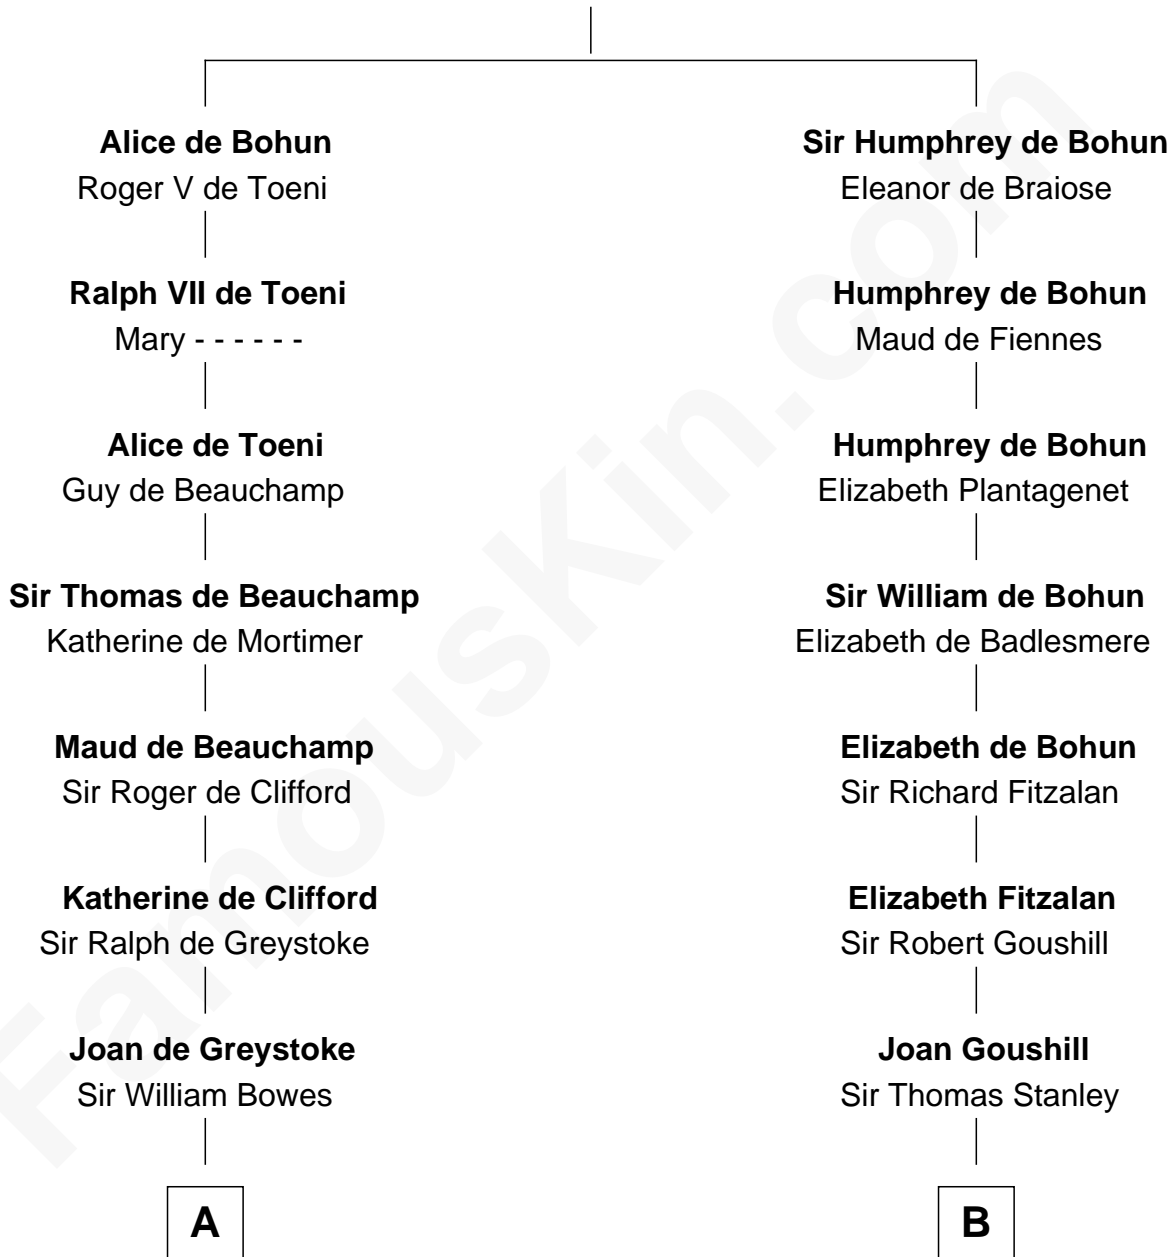 Alice de Bohun
Roger V de Toeni
Ralph VII de Toeni
Mary - - - - - -
Alice de Toeni
Guy de Beauchamp
Sir Thomas de Beauchamp
Katherine de Mortimer
Maud de Beauchamp
Sir Roger de Clifford
Katherine de Clifford
Sir Ralph de Greystoke
Joan de Greystoke
Sir William Bowes
A
Sir Humphrey de Bohun
Eleanor de Braiose
Humphrey de Bohun
Maud de Fiennes
Humphrey de Bohun
Elizabeth Plantagenet
Sir William de Bohun
Elizabeth de Badlesmere
Elizabeth de Bohun
Sir Richard Fitzalan
Elizabeth Fitzalan
Sir Robert Goushill
Joan Goushill
Sir Thomas Stanley
B
FamousKin.com